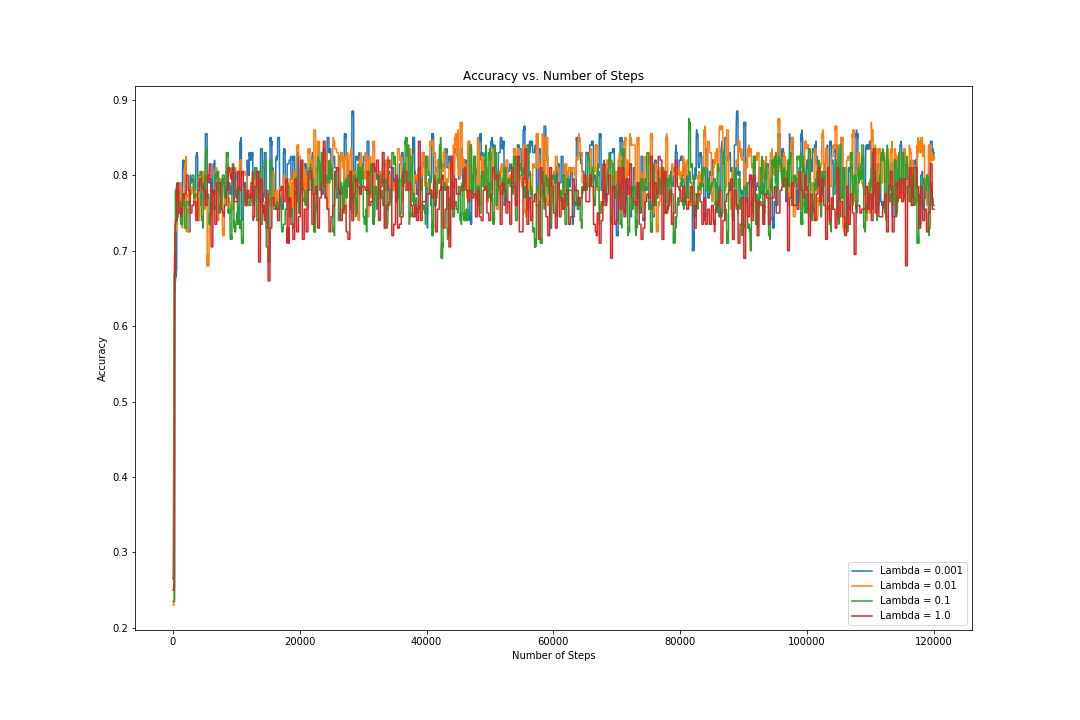 Accuracy vs. Number of Steps
0.9
0.8
0.7
0.6
0.5
0.4
0.3
0.2
Accuracy
0
20000
40000
60000
80000
100000
120000
Number of Steps
Lambda = 0.001
Lambda = 0.01
Lambda = 0.1
Lambda = 1.0